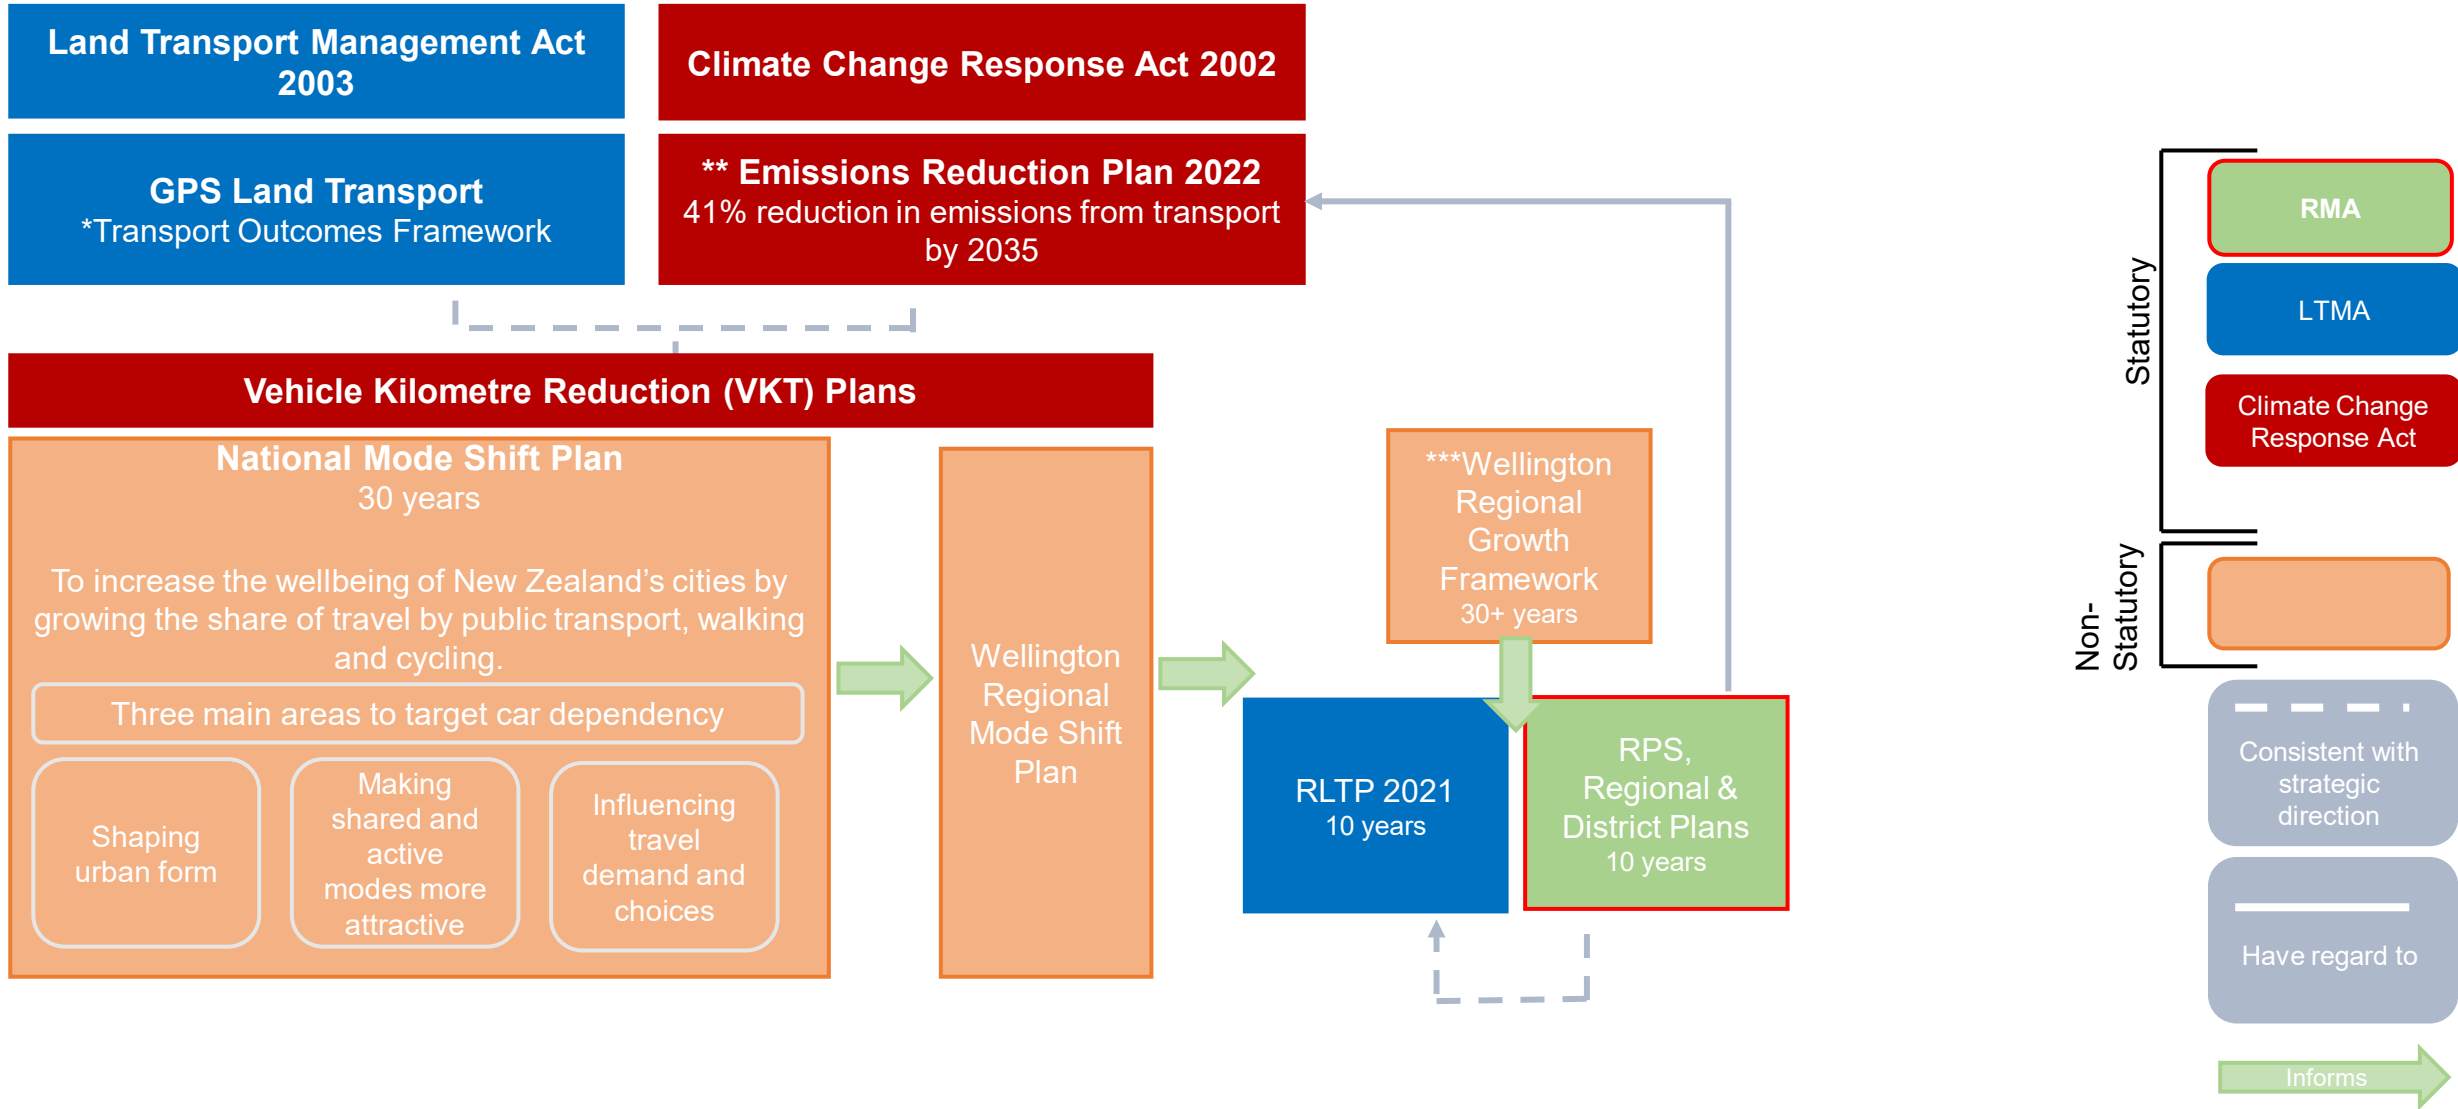 Land Transport Management Act
2003
Climate Change Response Act 2002
GPS Land Transport
*Transport Outcomes Framework
** Emissions Reduction Plan 2022
41% reduction in emissions from transport
by 2035
Vehicle Kilometre Reduction (VKT) Plans
National Mode Shift Plan
30 years
To increase the wellbeing of New Zealand’s cities by
growing the share of travel by public transport, walking
and cycling.
Three main areas to target car dependency
Shaping
urban form
Making
shared and
active
modes more
attractive
Influencing
travel
demand and
choices
Wellington
Regional
Mode Shift
Plan
***Wellington
Regional
Growth
Framework
30+ years
RLTP 2021
10 years
RPS,
Regional &
District Plans
10 years
Statutory
RMA
LTMA
Climate Change
Response Act
Non-
Statutory
Consistent with
strategic
direction
Have regard to
Informs